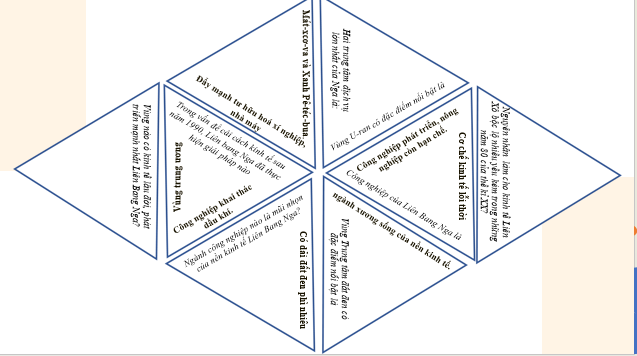 Mát-xcơ-va và Xanh Pê-téc-bua.
Đẩy mạnh tư hữu hoá xí nghiệp,
nhà máy
Hai trung tâm dịch vụ
lớn nhất của Nga là.
Vùng U-ran có đặc điểm nổi bật là
Vùng nào có kinh tế lâu đời, phát
triển mạnh nhất Liên Bang Nga?
Vùng trung ương
Trong vấn đề cải cách kinh tế sau
năm 1990, Liên bang Nga đã thực
hiện giải pháp nào
Công nghiệp khai thác
dầu khí.
Công nghiệp phát triển, nông
nghiệp còn hạn chế.
Cơ chế kinh tế lỗi thời
Công nghiệp của Liên Bang Nga là
Nguyên nhân làm cho kinh tế Liên
Xô bộc lộ nhiều yếu kém trong những
năm 80 của thế kỉ XX?
Ngành công nghiệp nào là mũi nhọn
của nền kinh tế Liên Bang Nga?
Có dải đất đen phì nhiêu
ngành xương sống của nền kinh tế.
Vùng Trung tâm đất đen có
đặc điểm nổi bật là